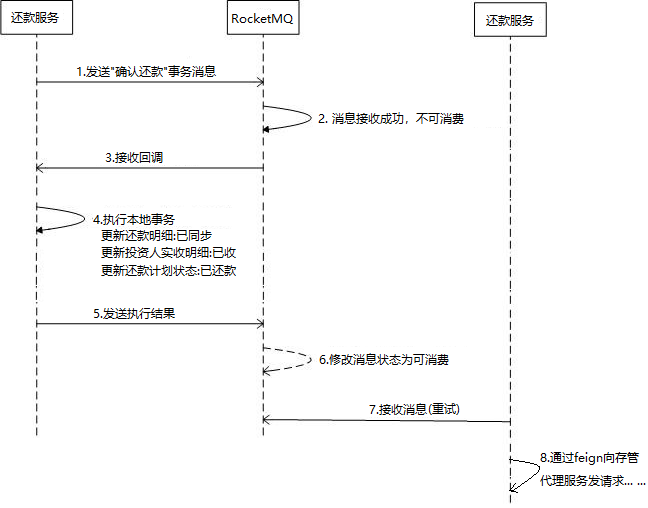 还款服务
RocketMQ
还款服务
1.发送"确认还款"事务消息
2. 消息接收成功，不可消费
3.接收回调
4.执行本地事务
更新还款明细:已同步
更新投资人实收明细:已收
更新还款计划状态:已还款
5.发送执行结果
6.修改消息状态为可消费
7.接收消息(重试)
8.通过feign向存管
代理服务发请求... ...